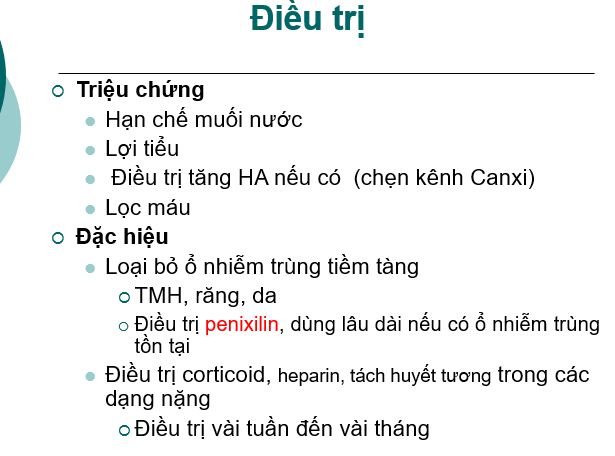 Điều trị
Triệu chứng
Hạn chế muối nước
Lợi tiểu
Điều trị tăng HA nếu có (chẹn kênh Canxi)
Lọc máu
Đặc hiệu
Loại bỏ ổ nhiễm trùng tiềm tàng
TMH, răng, da
Điều trị penixilin, dùng lâu dài nếu có ổ nhiễm trùng
tồn tại
Điều trị corticoid, heparin, tách huyết tương trong các
dạng nặng
Điều trị vài tuần đến vài tháng